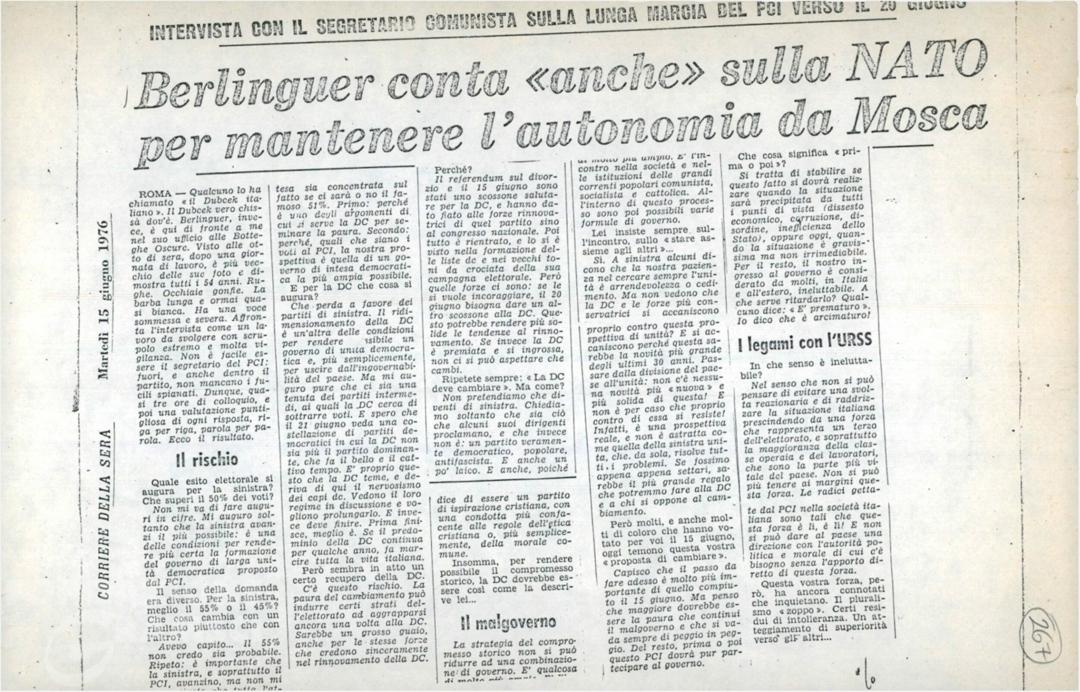 INTERVISTA CON IL SEGRETARIO COMUNISTA SULLA LUNGA MARCIA DEL PCI VERSO IL 20 GIUGNO
Berlinguer conta «anche» sulla NATO
per mantenere l'autonomia da Mosca
CORRIERE DELLA SERA Martedì 15 giugno 1976
ROMA — Qualcuno lo ha
chiamato « il Dubcek ita-
liano ». Il Dubcek vero chis-
sà dov'è. Berlinguer, inve-
ce, è qui di fronte a me
nel suo ufficio alle Botte-
ghe Oscure. Visto alle ot-
to di sera, dopo una gior-
nata di lavoro, è più vec-
chio delle sue foto e di-
mostra tutti i 54 anni. Ru-
ghe. Occhiaie gonfie. La
barba lunga e ormai qua-
si bianca. Ha una voce
sommessa e severa. Affron-
ta l'intervista come un la-
voro da svolgere con scru-
polo estremo e molta vi-
gilanza. Non è facile es-
sere il segretario del PCI:
fuori, e anche dentro il
partito, non mancano i fu-
cili spianati. Dunque, qua-
si tre ore di colloquio, e
poi una valutazione punti-
gliosa di ogni risposta, ri-
ga per riga, parola per pa-
rola. Ecco il risultato.
Il rischio
Quale esito elettorale si
augura per la sinistra?
Che superi il 50% dei voti?
Non mi va di fare augu-
ri in cifre. Mi auguro sol-
tanto che la sinistra avan-
zi il più possibile: è una
delle condizioni per rende-
re più certa la formazione
del governo di larga uni-
tà democratica proposto
dal PCI.
Il senso della domanda
era diverso. Per la sinistra,
meglio il 55% o il 45%?
Che cosa cambia con un
risultato piuttosto che con
l'altro?
Avevo capito... Il 55%
non credo sia probabile.
Ripeto: è importante che
la sinistra, e soprattutto il
PCI, avanzino, ma non mi
tesa sia concentrata sul
fatto se ci sarà o no il fa-
moso 51%. Primo: perché
è uno degli argomenti di
cui si serve la DC per se-
minare la paura. Secondo:
perché, quali che siano i
voti al PCI, la nostra pro-
spettiva è quella di un go-
verno di intesa democrati-
ca la più ampia possibile.
E per la DC che cosa si
augura?
Che perda a favore dei
partiti di sinistra. Il ridi-
mensionamento della DC
è un'altra delle condizioni
per rendere sibile un
governo di unità democra-
tica e, più semplicemente,
per uscire dall'ingovernabi-
lità del paese. Ma mi au-
guro pure che ci sia una
tenuta dei partiti interme-
di, ai quali la DC cerca di
sottrarre voti. E spero che
il 21 giugno veda una co-
stellazione di partiti de-
mocratici in cui la DC non
sia più il partito dominan-
te, che fa il bello e il cat-
tivo tempo. E' proprio que-
sto che la DC teme, e de-
riva di qui il nervosismo
dei capi dc. Vedono il loro
regime in discussione e vo-
gliono prolungarlo. E inve-
ce deve finire. Prima fini-
sce, meglio è. Se il predo-
minio della DC continua
per qualche anno, fa mar-
cire tutta la vita italiana.
Però sembra in atto un
certo recupero della DC.
C'è questo rischio. La
paura del cambiamento può
indurre certi strati del-
l'elettorato ad aggrapparsi
ancora una volta alla DC.
Sarebbe un grosso guaio,
anche per le stesse forze
che credono sinceramente
nel rinnovamento della DC.
Perché?
Il referendum sul divor-
zio e il 15 giugno sono
stati uno scossone saluta-
re per la DC, e hanno da-
to fiato alle forze rinnova-
trici di quel partito sino
al congresso nazionale. Poi
tutto è rientrato, e lo si è
visto nella formazione del-
le liste dc e nei vecchi to-
ni da crociata della sua
campagna elettorale. Però
quelle forze ci sono: se le
si vuole incoraggiare, il 20
giugno bisogna dare un al-
tro scossone alla DC. Que-
sto potrebbe rendere più so-
lide le tendenze al rinno-
vamento. Se invece la DC
è premiata e si ingrossa,
non ci si può aspettare che
cambi.
Ripetete sempre: « La DC
deve cambiare ». Ma come?
Non pretendiamo che di-
venti di sinistra. Chiedia-
mo soltanto che sia ciò
che alcuni suoi dirigenti
proclamano, e che invece
non è: un partito veramen-
te democratico, popolare,
antifascista. E anche un
po' laico. E anche, poiché
dice di essere un partito
di ispirazione cristiana, con
una condotta più confa-
cente alle regole dell'etica
cristiana o, più semplice-
mente, della morale co-
mune.
Insomma, per rendere
possibile il compromesso
storico, la DC dovrebbe es-
sere così come la descri-
ve lei...
Il malgoverno
La strategia del compro-
messo storico non si può
ridurre ad una combinazio-
ne di governo. E' qualcosa
di molto più ampio. E' l'in-
contro nella società e nel-
le istituzioni delle grandi
correnti popolari comunista,
socialista e cattolica. Al-
l'interno di questo proces-
so sono poi possibili varie
formule di governo.
Lei insiste sempre sul-
l'incontro, sullo « stare as-
sieme agli altri »...
Sì. A sinistra alcuni di-
cono che la nostra pazien-
za nel cercare sempre l'uni-
tà è arrendevolezza o ce-
dimento. Ma non vedono che
la DC e le forze più con-
servatrici si accaniscono
proprio contro questa pro-
spettiva di unità? E si ac-
caniscono perché questa sa-
rebbe la novità più grande
degli ultimi 30 anni. Pas-
sare dalla divisione del pae-
se all'unità: non c'è nessu-
na novità più « nuova » e
più solida di questa! E
non è per caso che proprio
contro di essa si resiste!
Infatti, è una prospettiva
reale, e non è astratta co-
me quella della sinistra uni-
ta, che, da sola, risolve tut-
ti i problemi. Se fossimo
appena appena settari, sa-
rebbe il più grande regalo
che potremmo fare alla DC
e a chi si oppone al cam-
biamento.
Però molti, e anche mol-
ti di coloro che hanno vo-
tato per voi il 15 giugno,
oggi temono questa vostra
« proposta di cambiare ».
Capisco che il passo da
fare adesso è molto più im-
portante di quello compiu-
to il 15 giugno. Ma penso
che maggiore dovrebbe es-
sere la paura che continui
il malgoverno e che si va-
da sempre di peggio in peg-
gio. Del resto, prima o poi
questo PCI dovrà pur par-
tecipare al governo.
Che cosa significa « pri-
ma o poi »?
Si tratta di stabilire se
questo fatto si dovrà realiz-
zare quando la situazione
sarà precipitata da tutti
i punti di vista (dissesto
economico, corruzione, di-
sordine, inefficienza dello
Stato), oppure oggi, quan-
do la situazione è gravis-
sima ma non irrimediabile.
Per il resto, il nostro in-
gresso al governo è consi-
derato da molti, in Italia
e all'estero, ineluttabile. A
che serve ritardarlo? Qual-
cuno dice: « E' prematuro ».
Io dico che è arcimaturo!
I legami con l'URSS
In che senso è inelutta-
bile?
Nel senso che non si può
pensare di evitare una svol-
ta reazionaria e di raddriz-
zare la situazione italiana
prescindendo da una forza
che rappresenta un terzo
dell'elettorato, e soprattutto
la maggioranza della clas-
se operaia e dei lavoratori,
che sono la parte più vi-
tale del paese. Non si può
più tenere ai margini que-
sta forza. Le radici getta-
te dal PCI nella società ita-
liana sono tali che que-
sta forza è lì, è lì! E non
si può dare al paese una
direzione con l'autorità po-
litica e morale di cui c'è
bisogno senza l'apporto di-
retto di questa forza.
Questa vostra forza, pe-
rò, ha ancora connotati
che inquietano. Il plurali-
smo « zoppo ». Certi resi-
dui di intolleranza. Un at-
teggiamento di superiorità
verso gli altri...
267